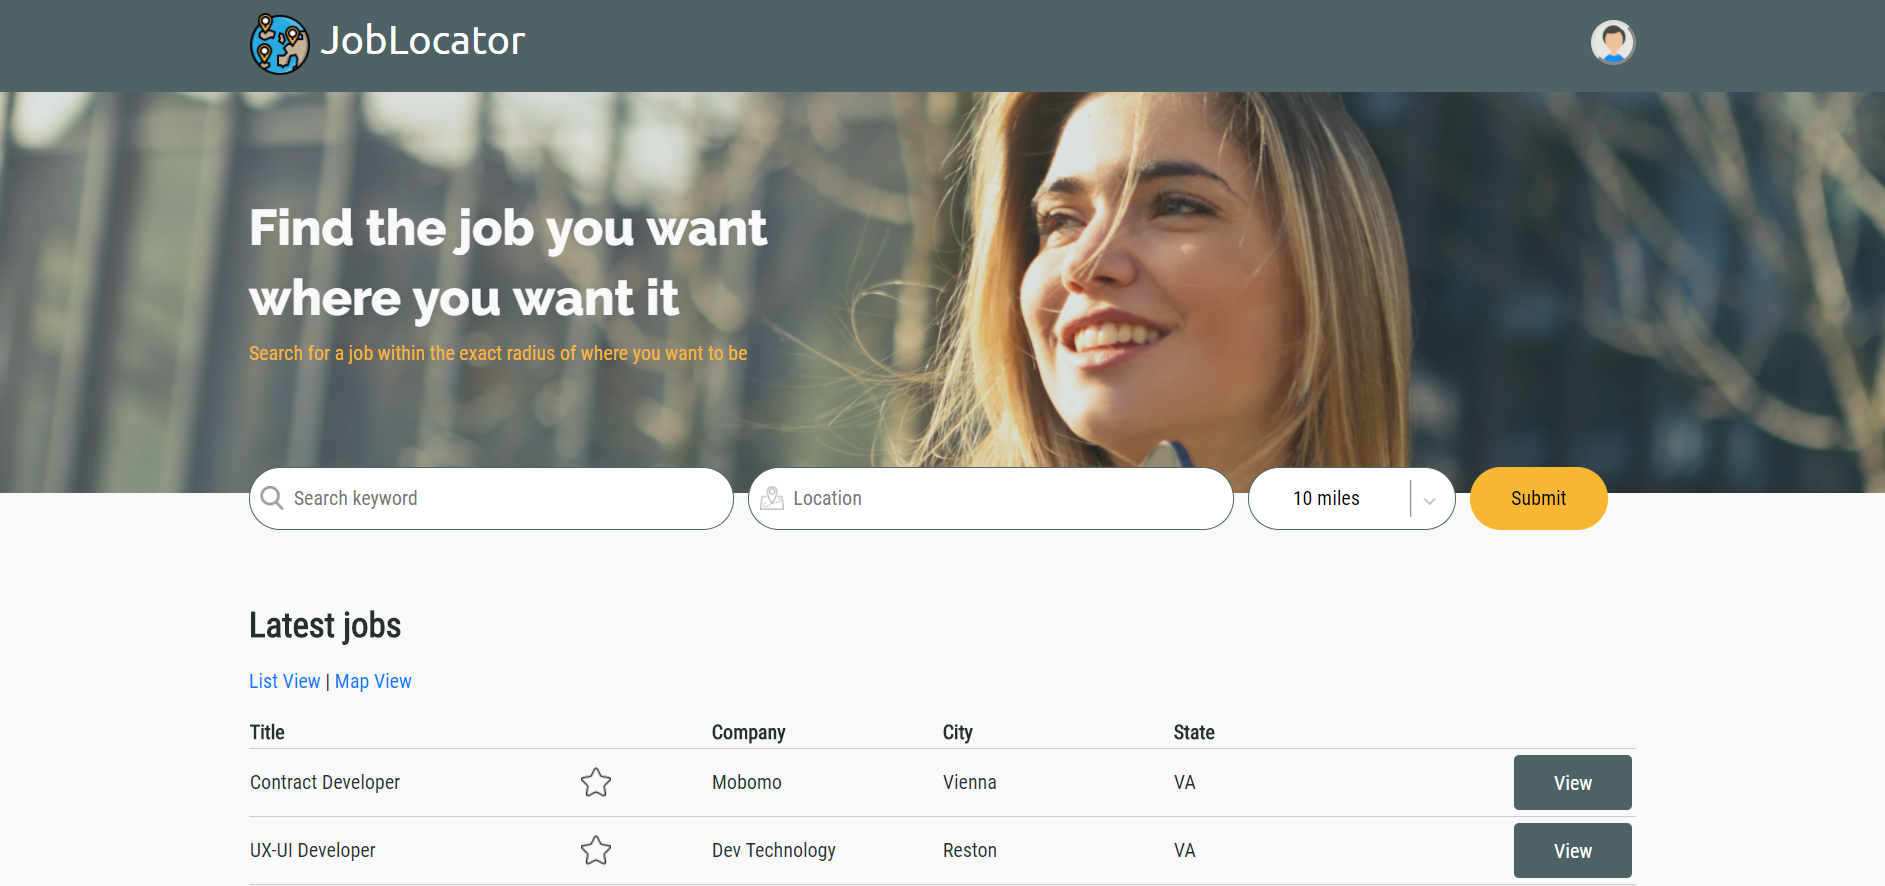 JobLocator
Find the job you want
where you want it
Search for a job within the exact radius of where you want to be
Search keyword
Location
10 miles
Submit
Latest jobs
List View | Map View
Title Company City State
Contract Developer Mobomo Vienna VA View
UX-UI Developer Dev Technology Reston VA View